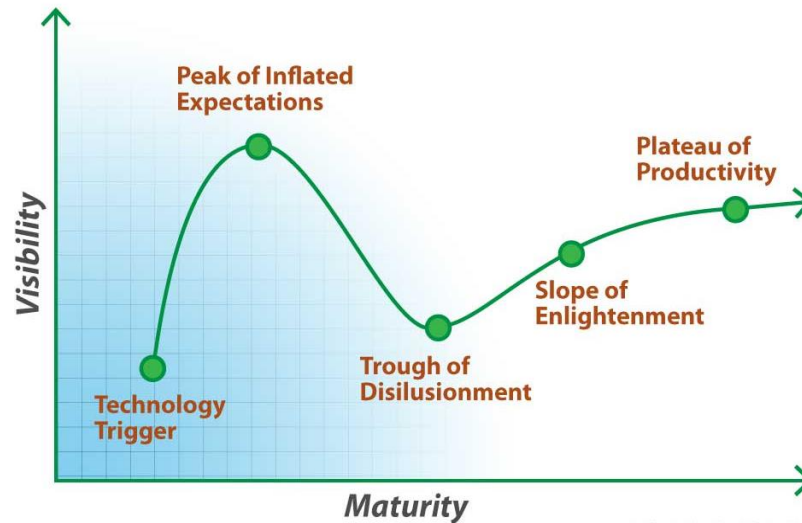 Peak of Inflated
Expectations
Plateau of
Productivity
Visibility
Slope of
Enlightenment
Trough of
Disilusionment
Technology
Trigger
Maturity